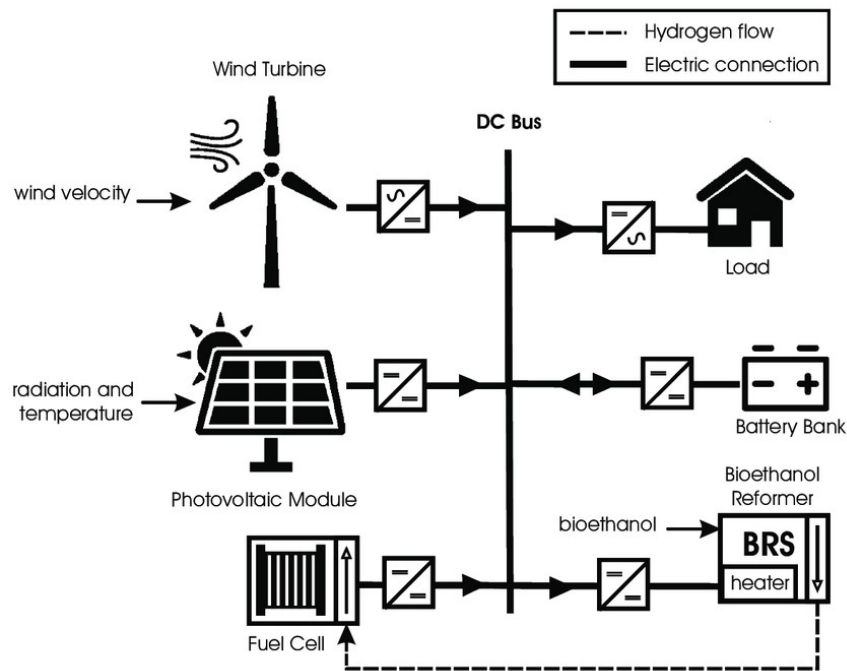 Hydrogen flow
Electric connection
Wind Turbine
DC Bus
wind velocity
Load
radiation and
temperature
Battery Bank
Photovoltaic Module
Bioethanol
Reformer
bioethanol
BRS
heater
Fuel Cell